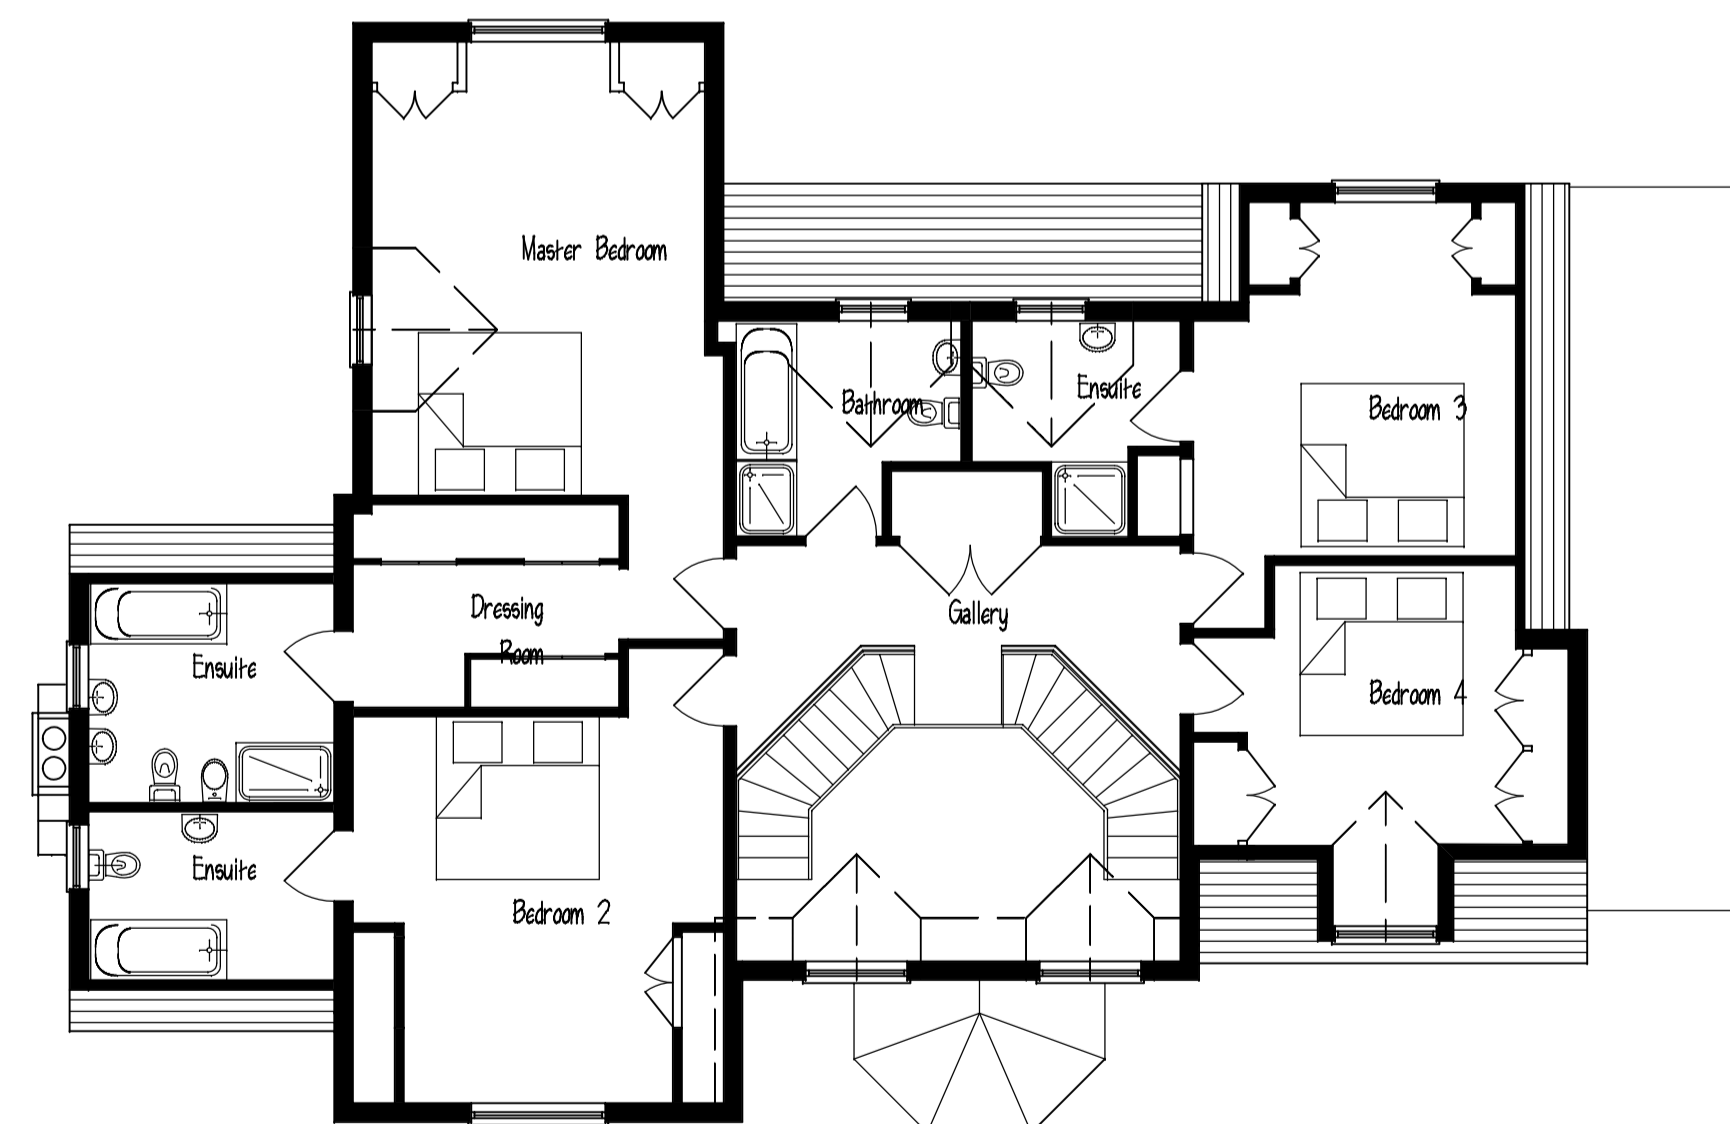 Master Bedroom
Bathroom
Ensuite
Bedroom 3
Dressing
Room
Gallery
Ensuite
Bedroom 4
Ensuite
Bedroom 2